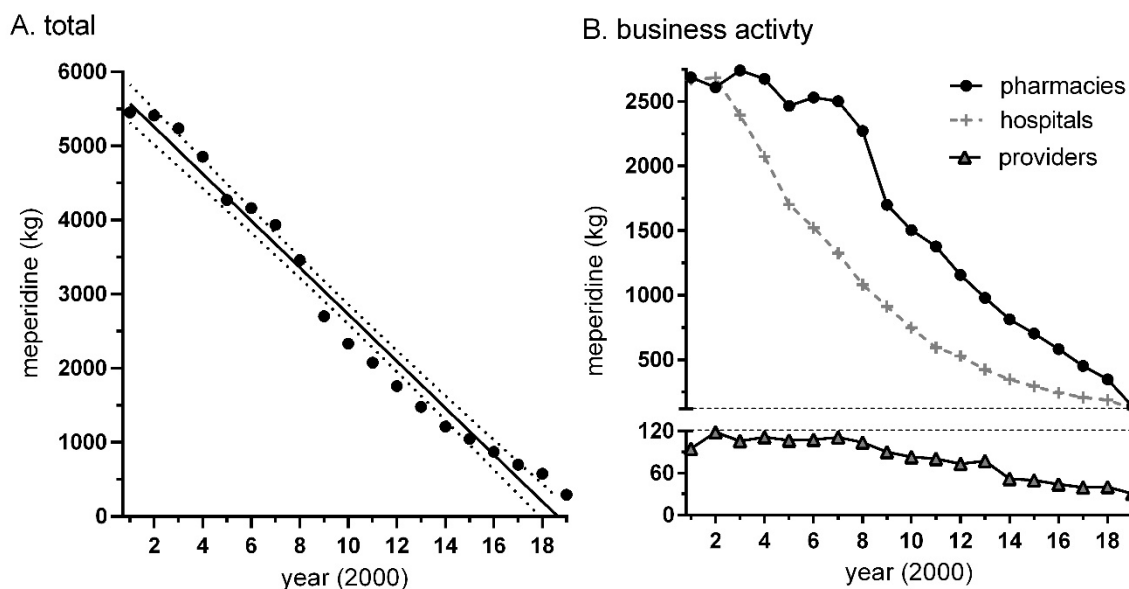 A. total
6000
5000
4000
3000
2000
1000
0
meperidine (kg)
2 4 6 8 10 12 14 16 18
year (2000)
B. business activty
2500
2000
1500
1000
500
120
60
0
meperidine (kg)
pharmacies
hospitals
providers
2 4 6 8 10 12 14 16 18
year (2000)